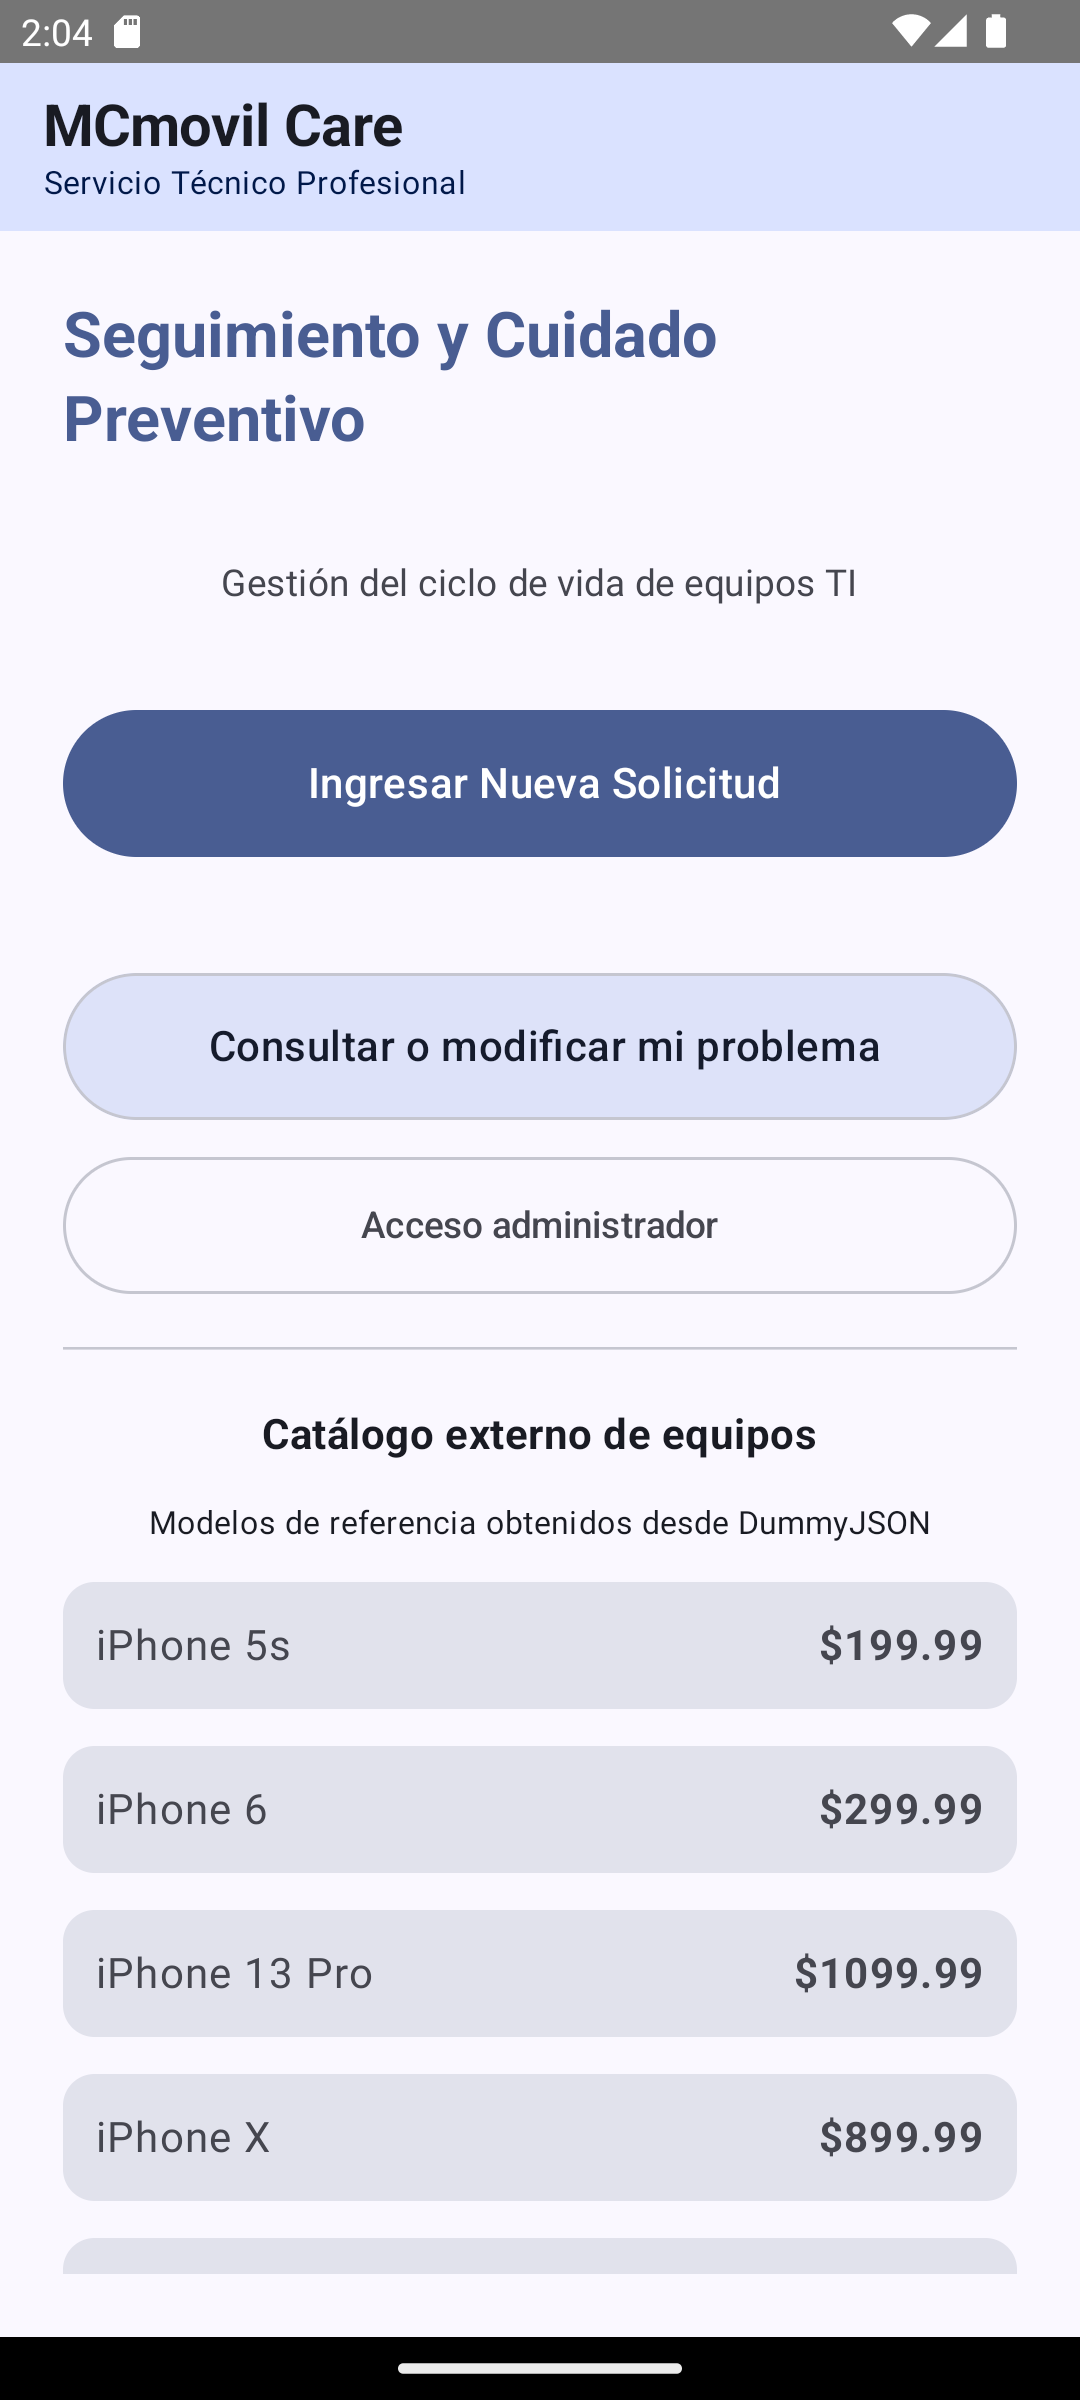 2:04
MCmovil Care
Servicio Técnico Profesional
Seguimiento y Cuidado
Preventivo
Gestión del ciclo de vida de equipos TI
Ingresar Nueva Solicitud
Consultar o modificar mi problema
Acceso administrador
Catálogo externo de equipos
Modelos de referencia obtenidos desde DummyJSON
iPhone 5s $199.99
iPhone 6 $299.99
iPhone 13 Pro $1099.99
iPhone X $899.99